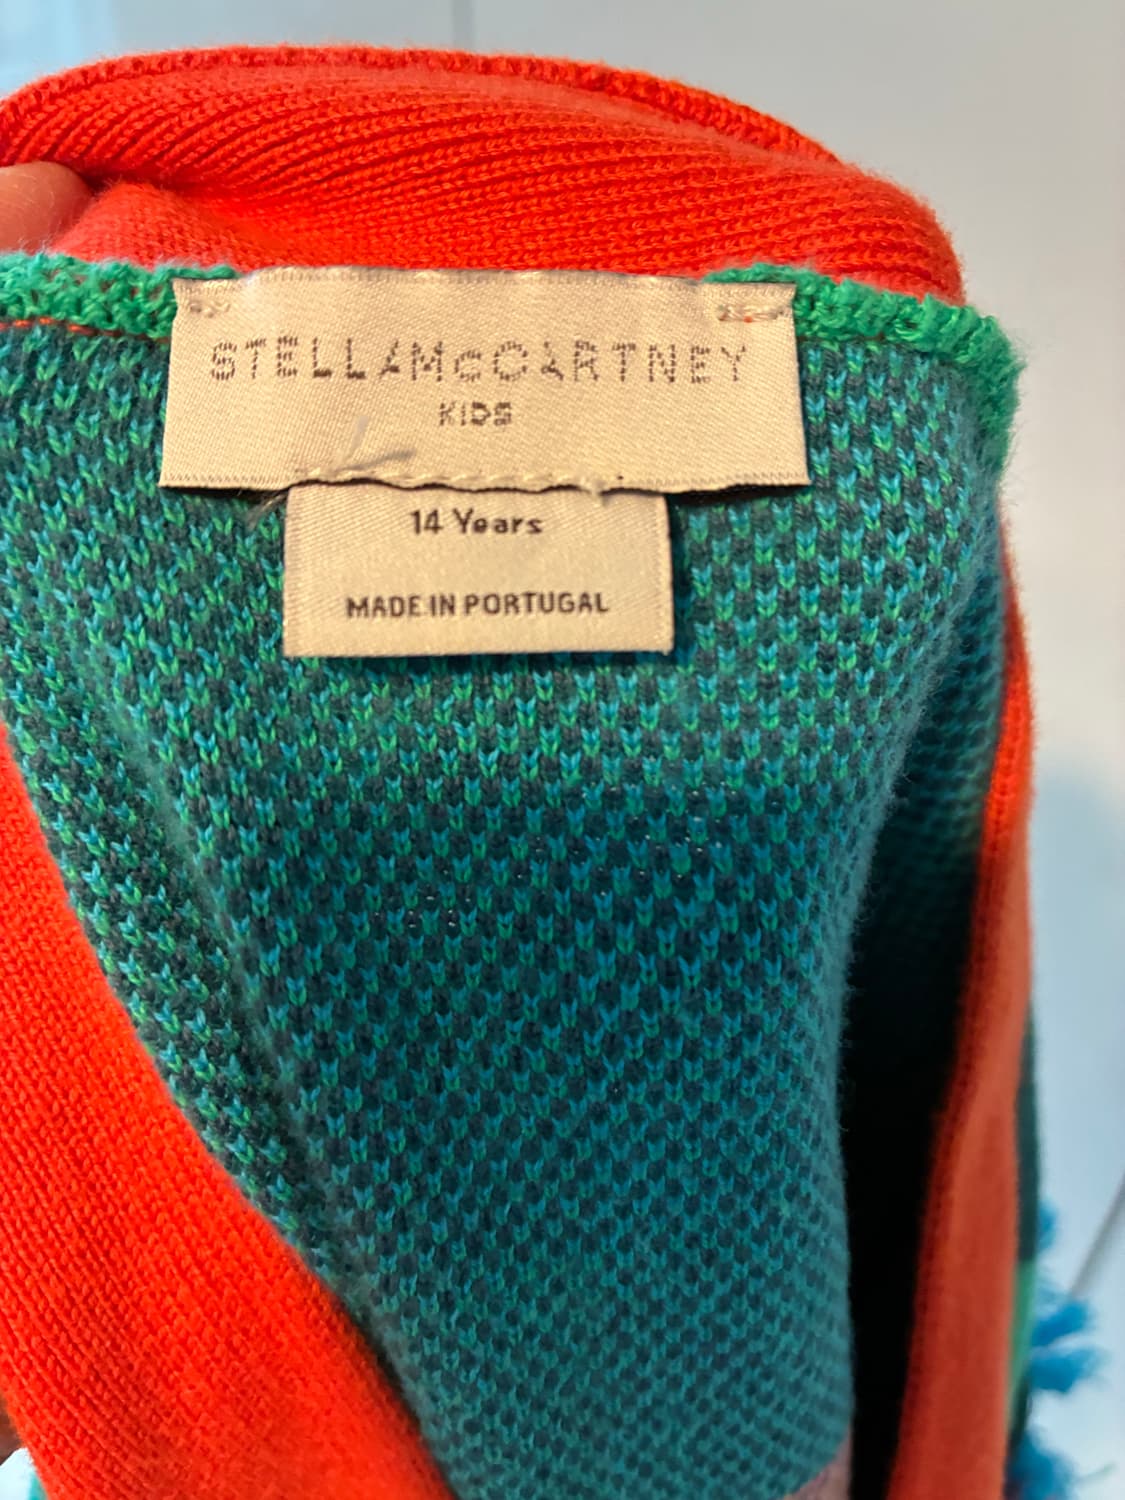 STELLAMcCARTNEY
KIDS
14 Years
MADE IN PORTUGAL